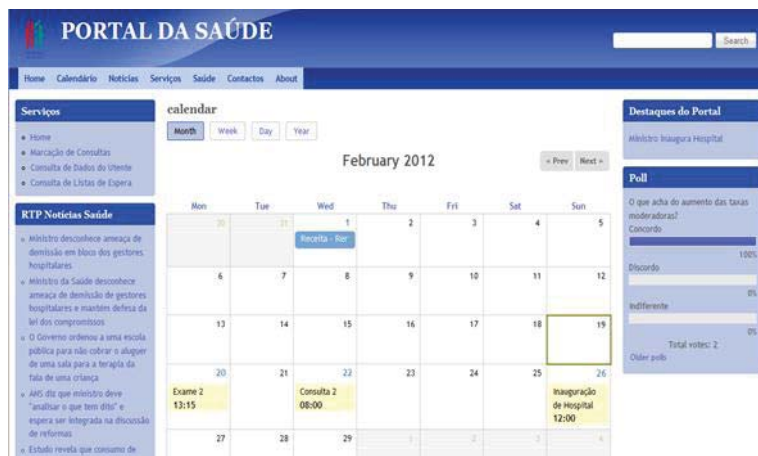 PORTAL DA SAÚDE
Search
Home Calendário Notícias Serviços Saúde Contactos About
Serviços
Home
Marcação de Consultas
Consulta de Dados do Utente
Consulta de Listas de Espera
RTP Notícias Saúde
Ministro desconhece ameaça de
demissão em bloco dos gestores
hospitalares
Ministro da Saúde desconhece
ameaça de demissão de gestores
hospitalares e mantém defesa da
lei dos compromissos
O Governo ordenou a uma escola
pública para não cobrar o aluguer
de uma sala para a terapia da
fala de uma criança
ANS diz que ministro deve
"analisar o que tem dito" e
espera ser integrada na discussão
de reformas
Estudo revela que consumo de
calendar
Month Week Day Year
February 2012
« Prev Next »
Mon Tue Wed Thu Fri Sat Sun
30 31 1 2 3 4 5
Receita - Rer
6 7 8 9 10 11 12
13 14 15 16 17 18 19
20 21 22 23 24 25 26
Exame 2
13:15
Consulta 2
08:00
Inauguração
de Hospital
12:00
27 28 29 1 2 3 4
Destaques do Portal
Ministro Inaugura Hospital
Poll
O que acha do aumento das taxas
moderadoras?
Concordo
100%
Discordo
0%
Indiferente
0%
Total votes: 2
Older polls